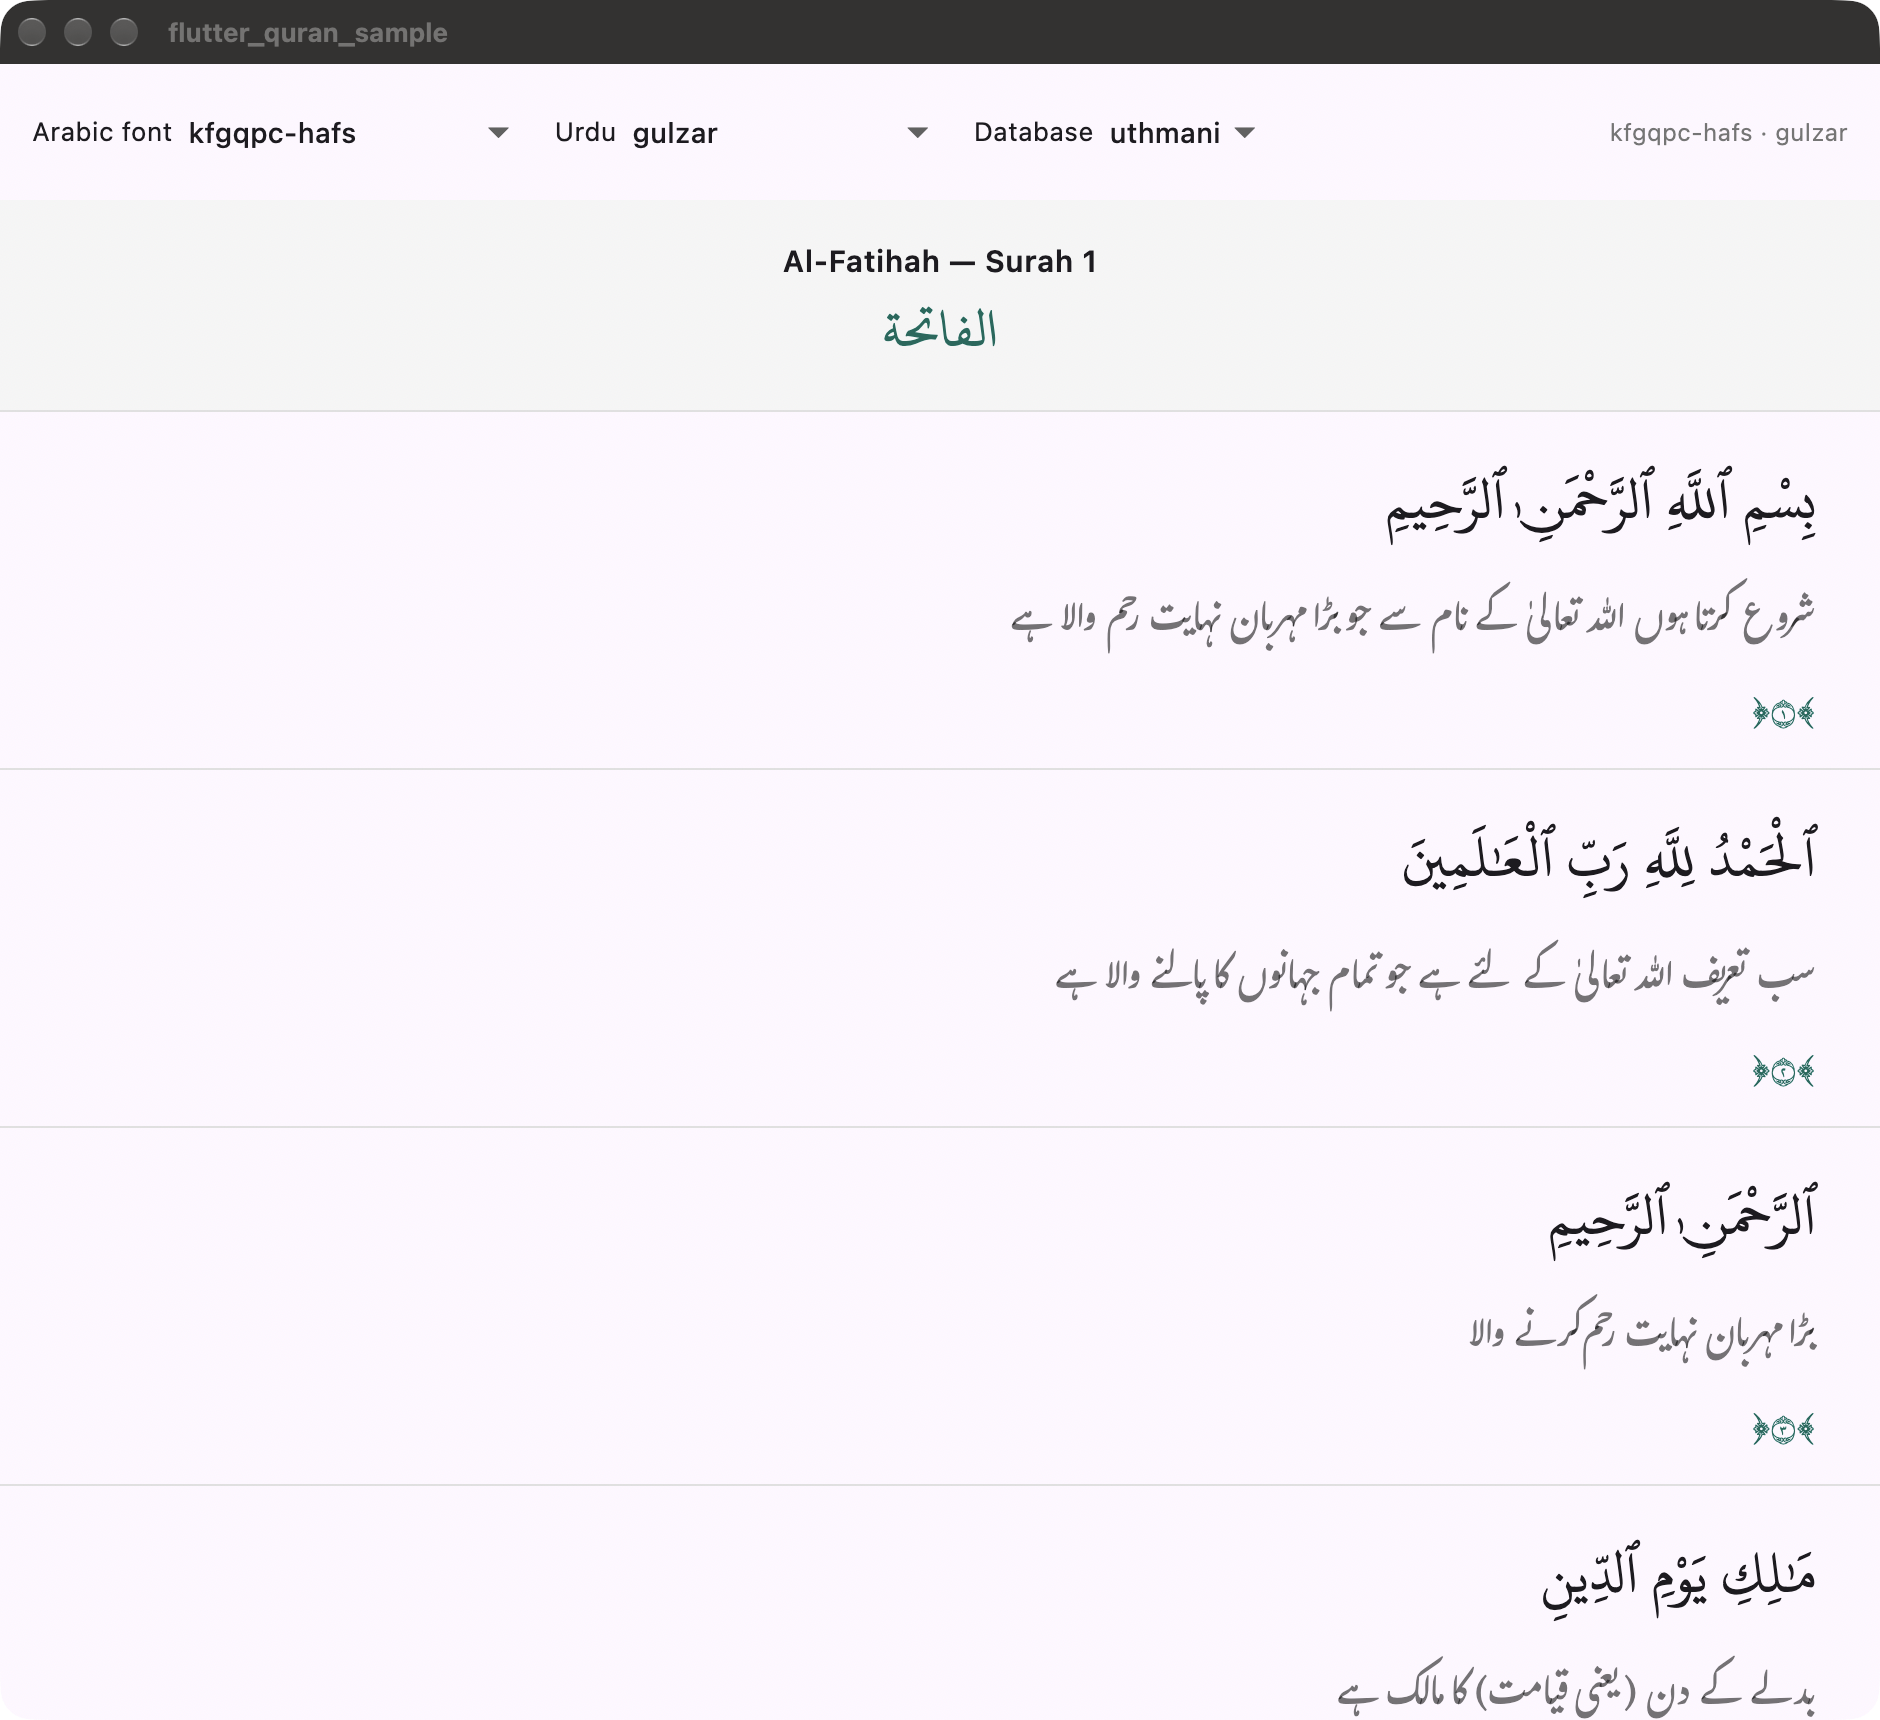 flutter_quran_sample
Arabic font kfgqpc-hafs Urdu gulzar Database uthmani kfgqpc-hafs · gulzar
Al-Fatihah — Surah 1
الفاتحة
بِسْمِ ٱللَّهِ ٱلرَّحْمَنِٰ ٱلرَّحِيمِ
شروع کرتا ہوں اللہ تعالیٰ کے نام سے جو بڑا مہربان نہایت رحم والا ہے
﴿١﴾
ٱلْحَمْدُ لِلَّهِ رَبِّ ٱلْعَـٰلَمِينَ
سب تعریف اللہ تعالیٰ کے لئے ہے جو تمام جہانوں کا پالنے والا ہے
﴿٢﴾
ٱلرَّحْمَنِٰ ٱلرَّحِيمِ
بڑا مہربان نہایت رحم کرنے والا
﴿٣﴾
مَـٰلِكِ يَوْمِ ٱلدِّينِ
بدلے کے دن (یعنی قیامت) کا مالک ہے